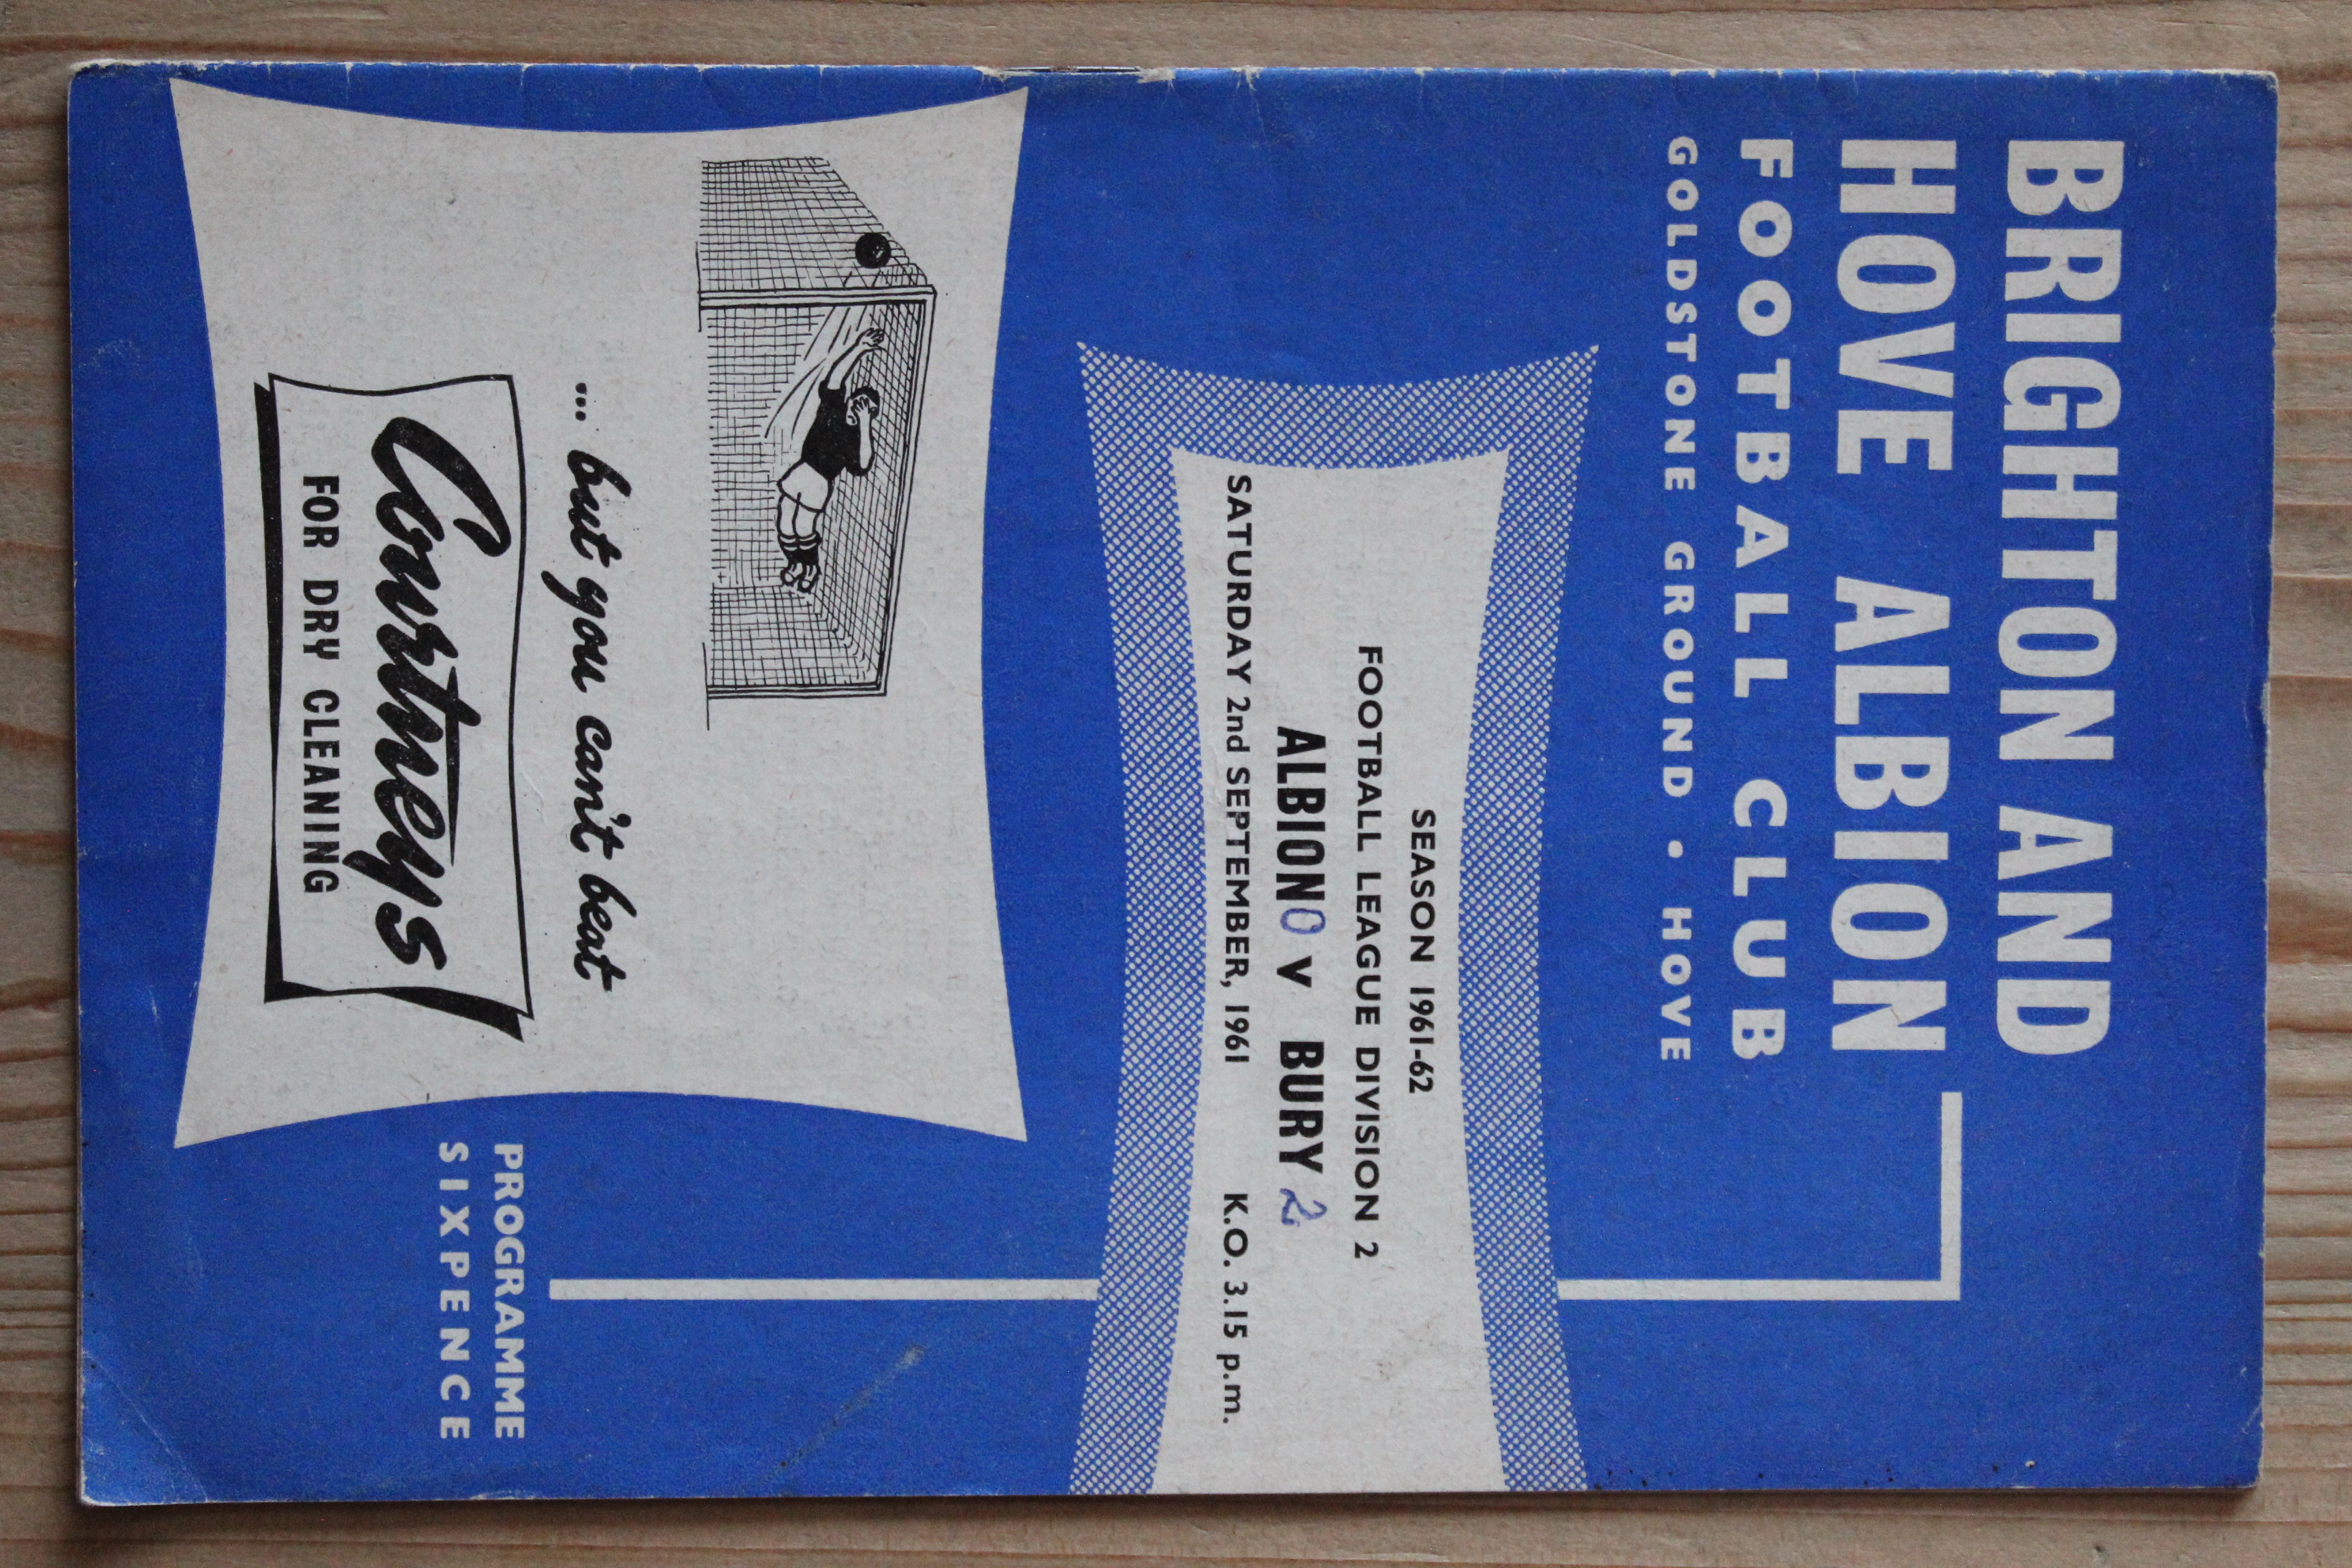 BRIGHTON AND
HOVE ALBION
FOOTBALL CLUB
GOLDSTONE GROUND • HOVE
SEASON 1961-62
FOOTBALL LEAGUE DIVISION 2
ALBION 0 v BURY 2
SATURDAY 2nd SEPTEMBER, 1961 K.O. 3.15 p.m.
... but you can't beat
Courtneys
FOR DRY CLEANING
PROGRAMME
SIXPENCE